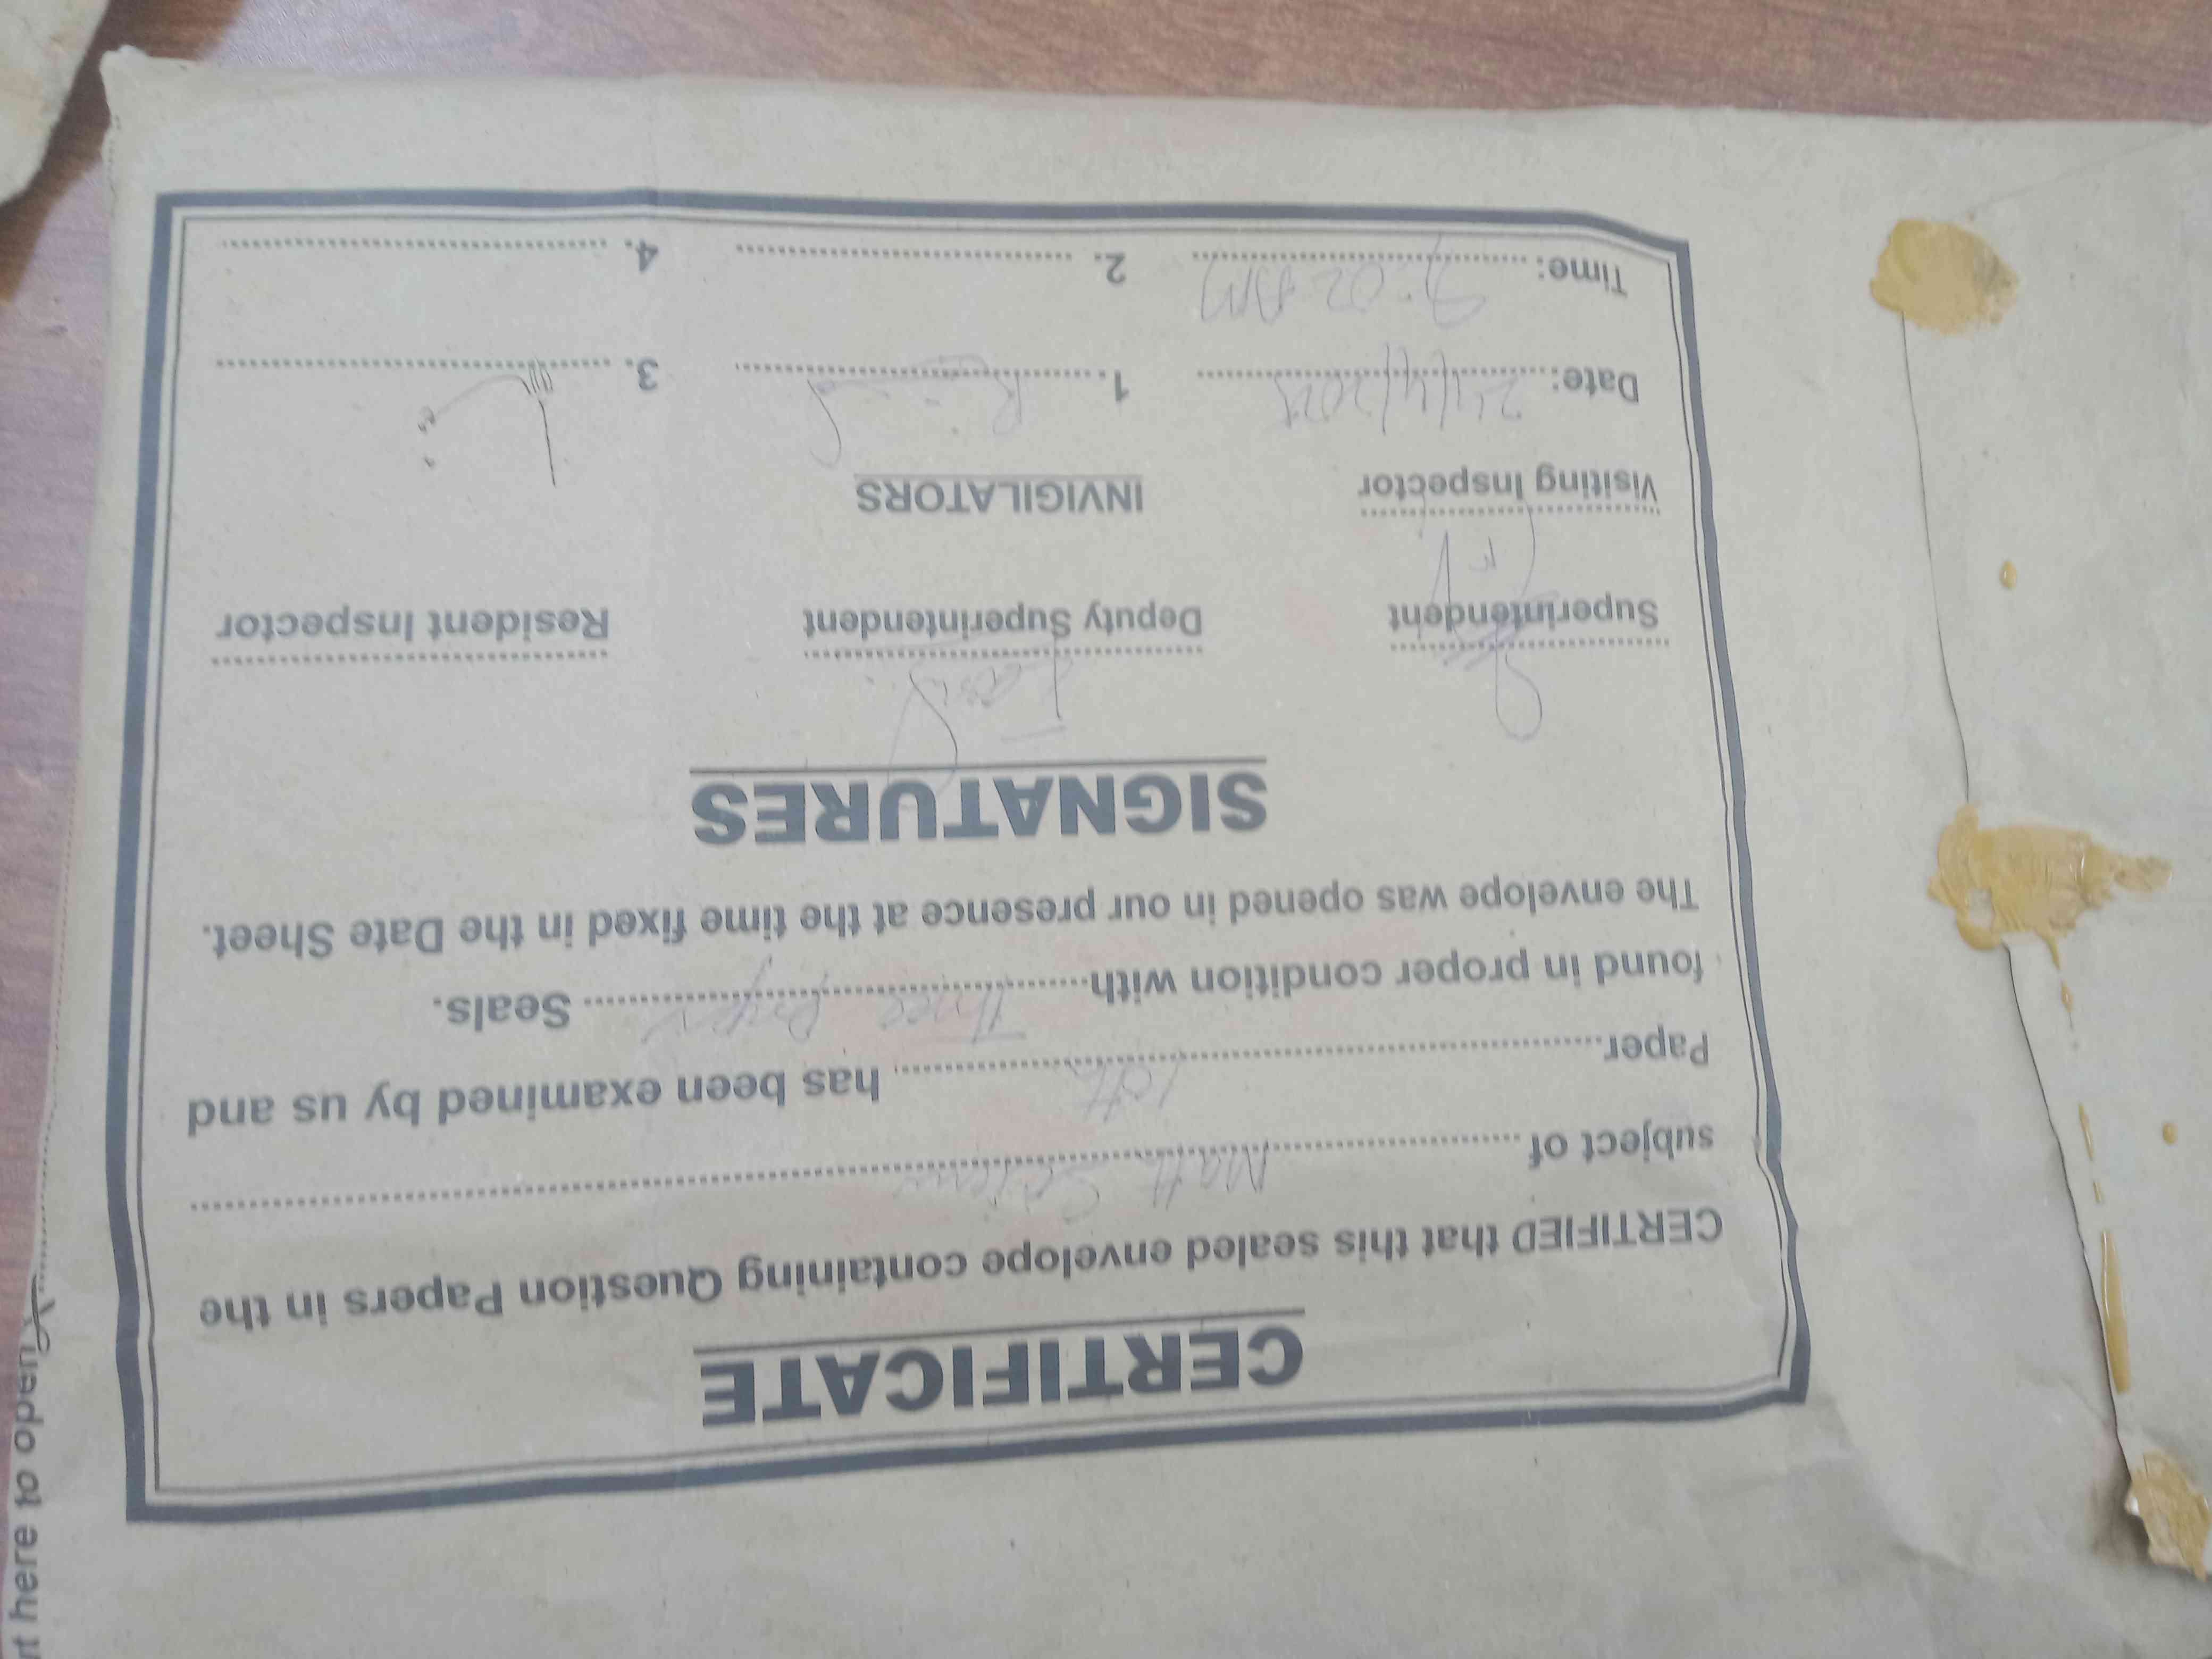 CERTIFICATE
CERTIFIED that this sealed envelope containing Question Papers in the
subject of .......... Math Science ..........
Paper .......... 10th .......... has been examined by us and
found in proper condition with .......... Three .......... Seals.
The envelope was opened in our presence at the time fixed in the Date Sheet.
SIGNATURES
Superintendent Deputy Superintendent Resident Inspector
Visiting Inspector INVIGILATORS
Date: .......... 1. .......... 3. ..........
Time: 9:02 AM 2. .......... 4. ..........
here to open